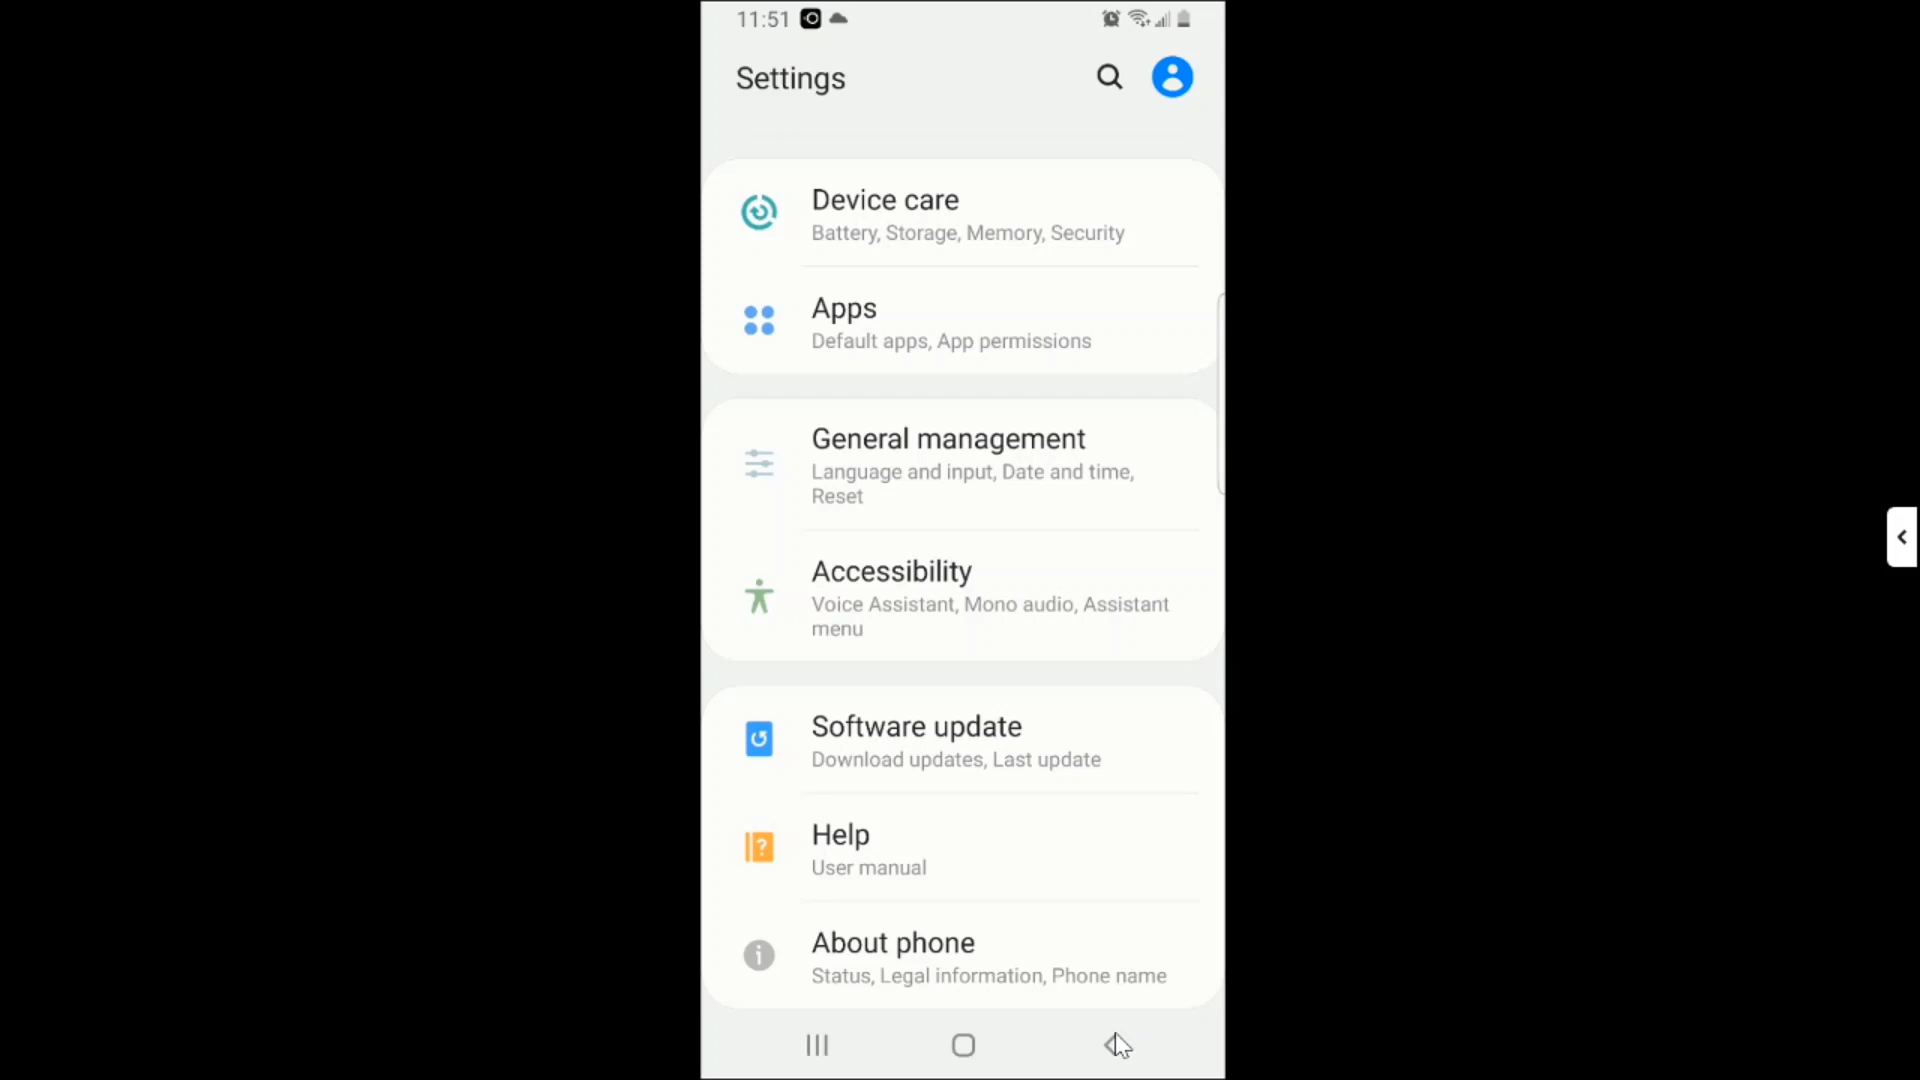 11:51
Settings
Device care
Battery, Storage, Memory, Security
Apps
Default apps, App permissions
General management
Language and input, Date and time,
Reset
Accessibility
Voice Assistant, Mono audio, Assistant
menu
Software update
Download updates, Last update
Help
User manual
About phone
Status, Legal information, Phone name